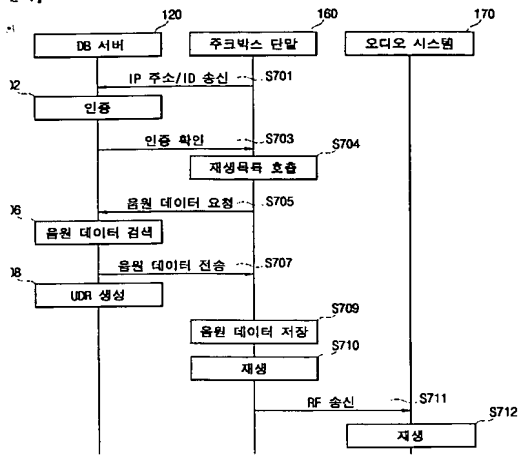 120
160
170
DB 서버
주크박스 단말
오디오 시스템
IP 주소/ID 송신
S701
인증
인증 확인
S703
S704
재생목록 호출
음원 데이터 요청
S705
음원 데이터 검색
음원 데이터 전송
S707
UDR 생성
S709
음원 데이터 저장
S710
재생
RF 송신
S711
S712
재생